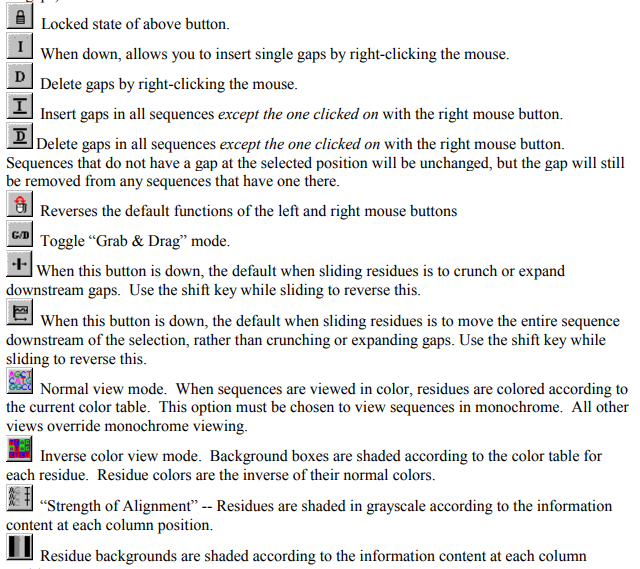 Locked state of above button.
I When down, allows you to insert single gaps by right-clicking the mouse.
D Delete gaps by right-clicking the mouse.
I Insert gaps in all sequences except the one clicked on with the right mouse button.
D Delete gaps in all sequences except the one clicked on with the right mouse button.
Sequences that do not have a gap at the selected position will be unchanged, but the gap will still
be removed from any sequences that have one there.
Reverses the default functions of the left and right mouse buttons
G/D Toggle “Grab & Drag” mode.
When this button is down, the default when sliding residues is to crunch or expand
downstream gaps.  Use the shift key while sliding to reverse this.
When this button is down, the default when sliding residues is to move the entire sequence
downstream of the selection, rather than crunching or expanding gaps. Use the shift key while
sliding to reverse this.
Normal view mode.  When sequences are viewed in color, residues are colored according to
the current color table.  This option must be chosen to view sequences in monochrome.  All other
views override monochrome viewing.
Inverse color view mode.  Background boxes are shaded according to the color table for
each residue.  Residue colors are the inverse of their normal colors.
“Strength of Alignment” -- Residues are shaded in grayscale according to the information
content at each column position.
Residue backgrounds are shaded according to the information content at each column